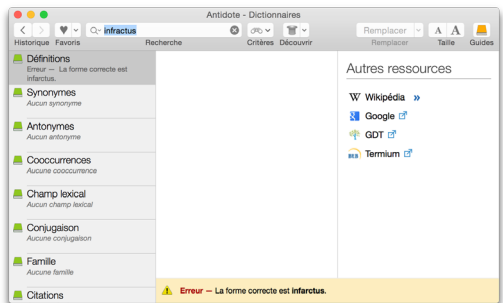 Antidote - Dictionnaires
infractus
Remplacer
A A
Historique Favoris Recherche Critères Découvrir Remplacer Taille Guides
Définitions
Erreur — La forme correcte est
infarctus.
Synonymes
Aucun synonyme
Antonymes
Aucun antonyme
Cooccurrences
Aucune cooccurrence
Champ lexical
Aucun champ lexical
Conjugaison
Aucune conjugaison
Famille
Aucune famille
Citations
Autres ressources
W Wikipédia »
Google
GDT
Termium
Erreur — La forme correcte est infarctus.